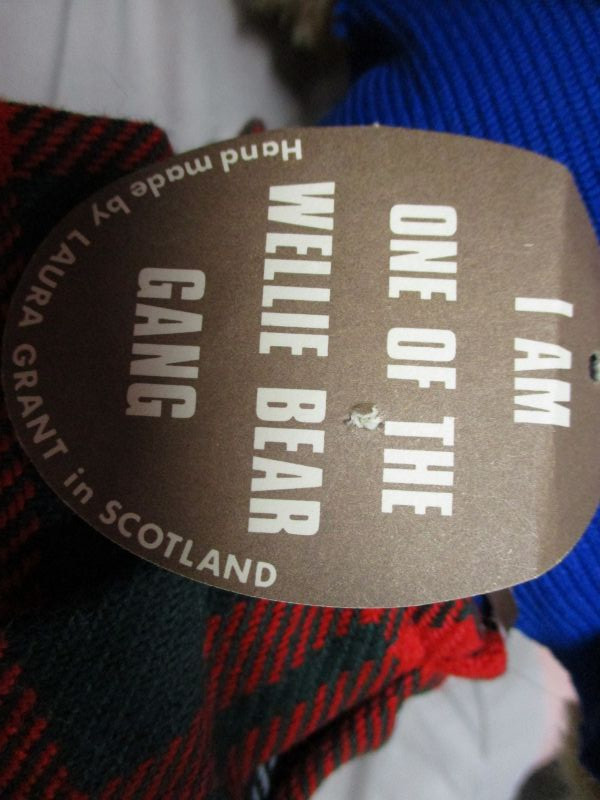 I AM
ONE OF THE
WELLIE BEAR
GANG
Hand made by LAURA GRANT in SCOTLAND